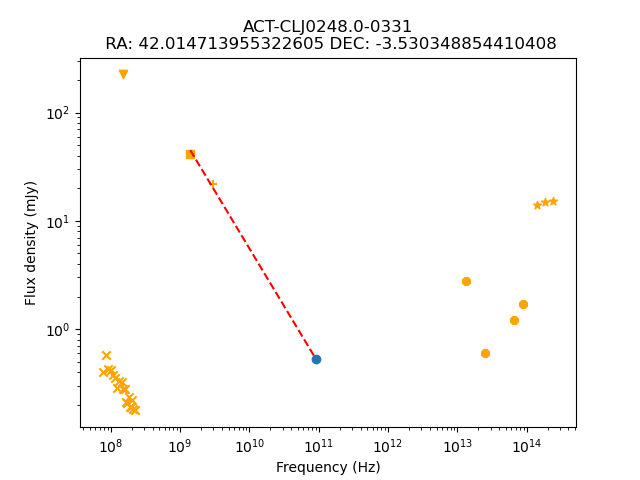 ACT-CLJ0248.0-0331
RA: 42.014713955322605 DEC: -3.530348854410408
Flux density (mJy)
10²
10¹
10⁰
10⁸ 10⁹ 10¹⁰ 10¹¹ 10¹² 10¹³ 10¹⁴
Frequency (Hz)